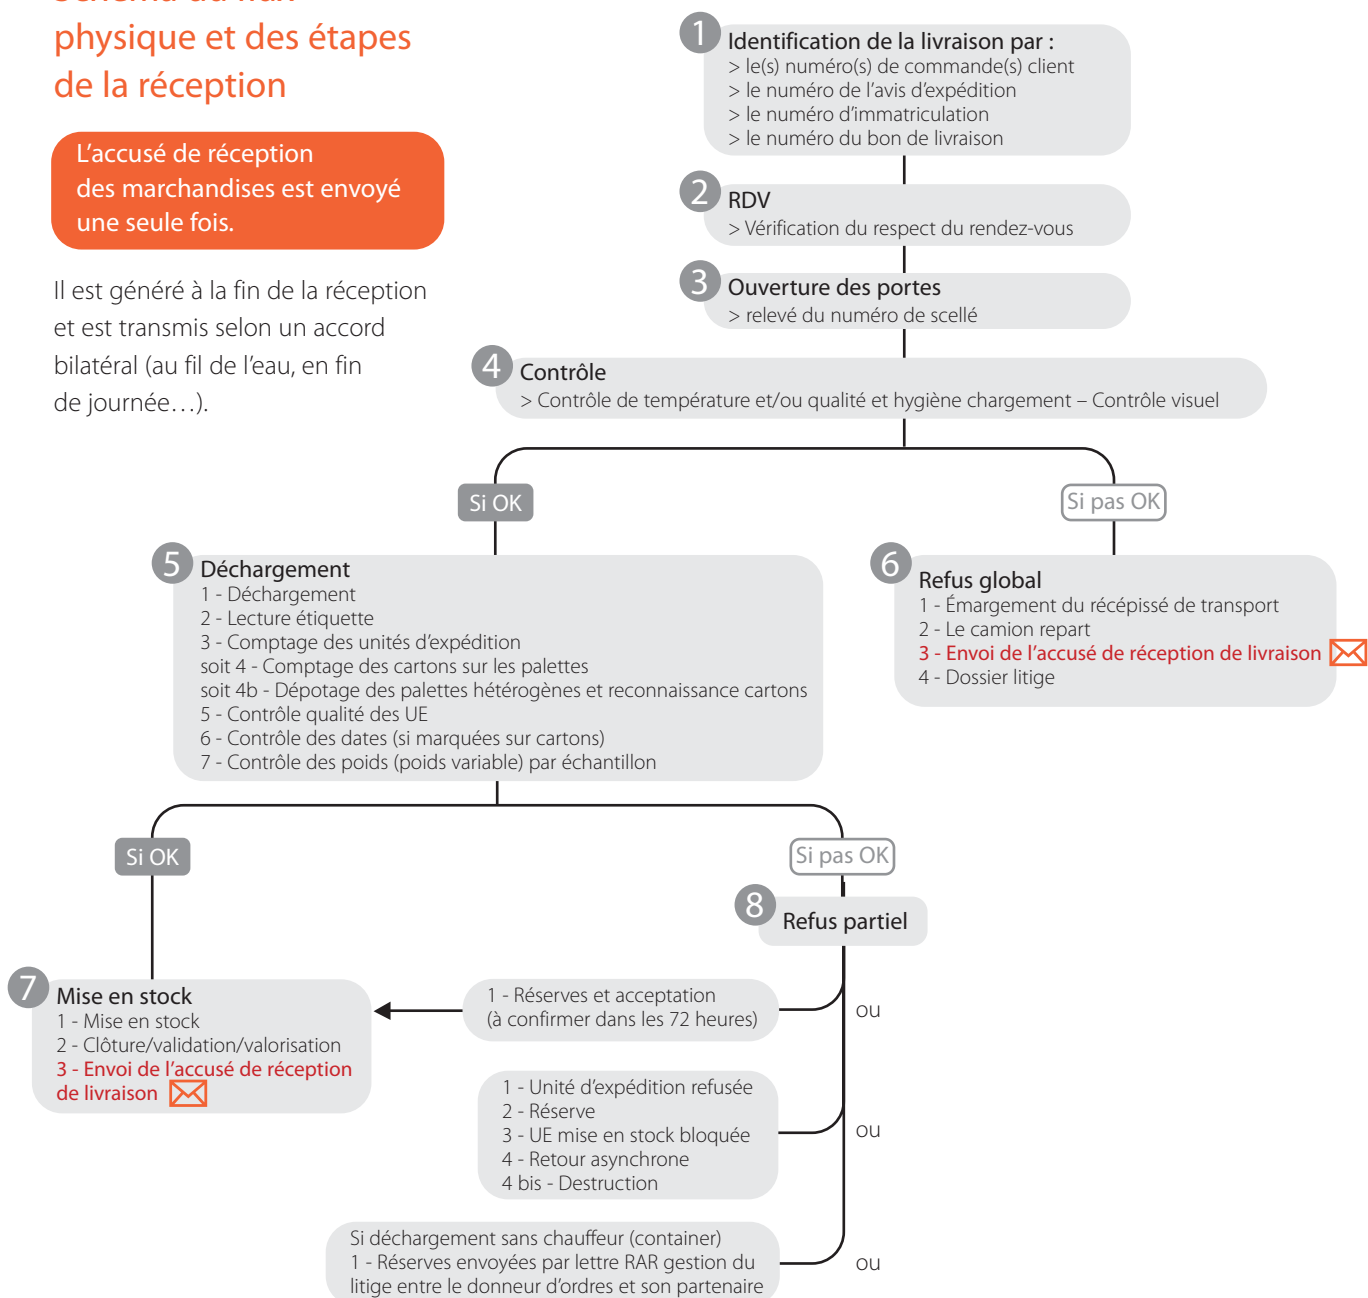 physique et des étapes
de la réception
L'accusé de réception
des marchandises est envoyé
une seule fois.
Il est généré à la fin de la réception
et est transmis selon un accord
bilatéral (au fil de l'eau, en fin
de journée…).
1
Identification de la livraison par :
> le(s) numéro(s) de commande(s) client
> le numéro de l'avis d'expédition
> le numéro d'immatriculation
> le numéro du bon de livraison
2
RDV
> Vérification du respect du rendez-vous
3
Ouverture des portes
> relevé du numéro de scellé
4
Contrôle
> Contrôle de température et/ou qualité et hygiène chargement – Contrôle visuel
Si OK
Si pas OK
5
Déchargement
1 - Déchargement
2 - Lecture étiquette
3 - Comptage des unités d'expédition
soit 4 - Comptage des cartons sur les palettes
soit 4b - Dépotage des palettes hétérogènes et reconnaissance cartons
5 - Contrôle qualité des UE
6 - Contrôle des dates (si marquées sur cartons)
7 - Contrôle des poids (poids variable) par échantillon
6
Refus global
1 - Émargement du récépissé de transport
2 - Le camion repart
3 - Envoi de l'accusé de réception de livraison
4 - Dossier litige
Si OK
Si pas OK
8
Refus partiel
7
Mise en stock
1 - Mise en stock
2 - Clôture/validation/valorisation
3 - Envoi de l'accusé de réception
de livraison
1 - Réserves et acceptation
(à confirmer dans les 72 heures)
ou
1 - Unité d'expédition refusée
2 - Réserve
3 - UE mise en stock bloquée
4 - Retour asynchrone
4 bis - Destruction
ou
Si déchargement sans chauffeur (container)
1 - Réserves envoyées par lettre RAR gestion du
litige entre le donneur d'ordres et son partenaire
ou